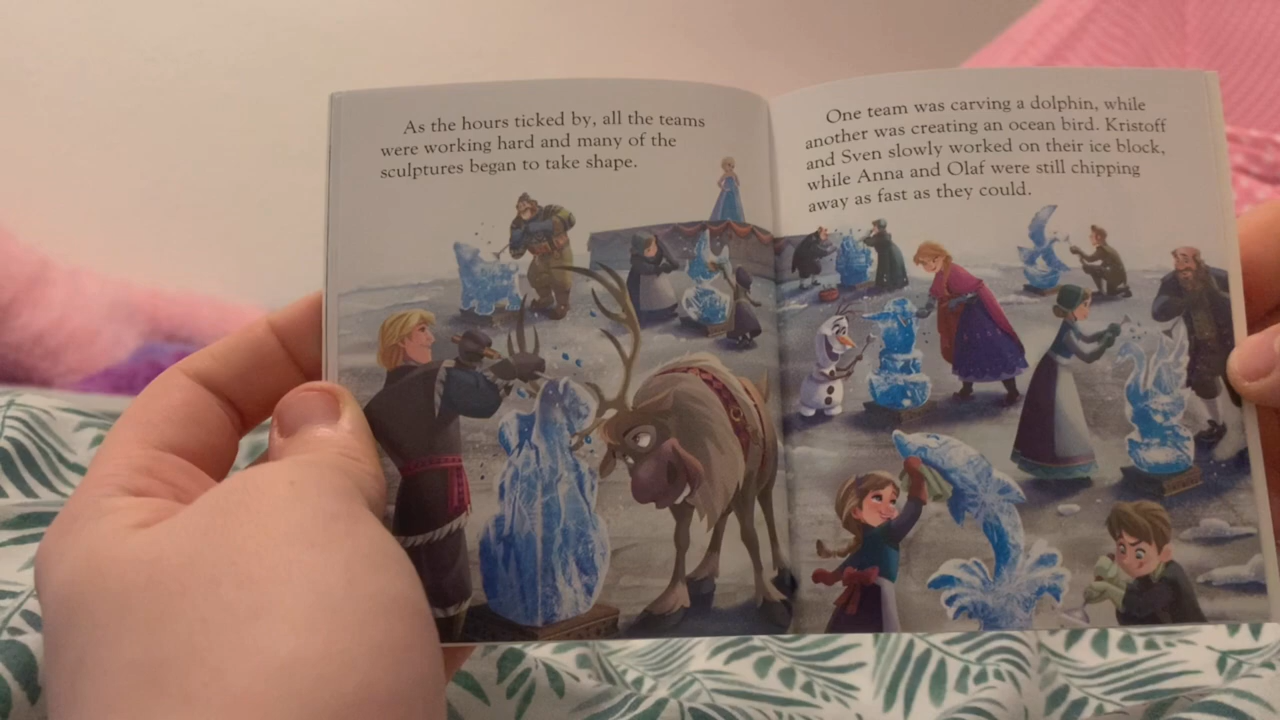 As the hours ticked by, all the teams
were working hard and many of the
sculptures began to take shape.
One team was carving a dolphin, while
another was creating an ocean bird. Kristoff
and Sven slowly worked on their ice block,
while Anna and Olaf were still chipping
away as fast as they could.